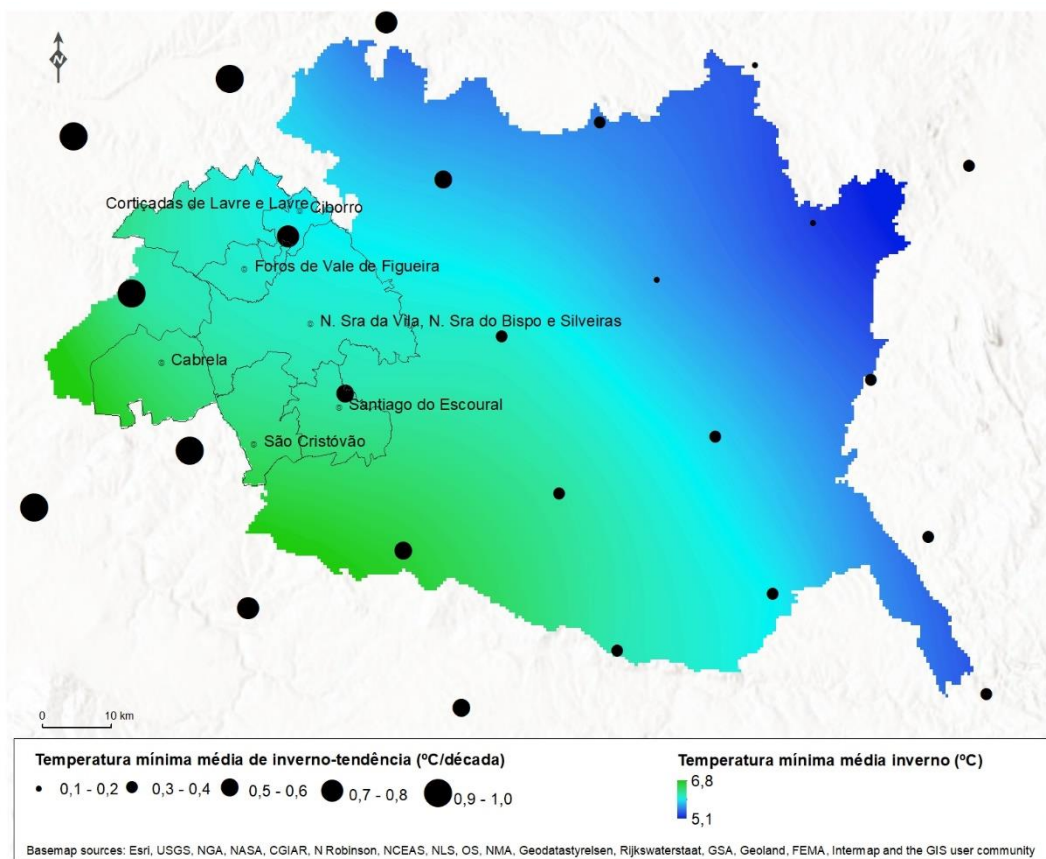 N
Cortiçadas de Lavre e Lavre
Ciborro
Foros de Vale de Figueira
N. Sra da Vila, N. Sra do Bispo e Silveiras
Cabrela
Santiago do Escoural
São Cristóvão
0 10 km
Temperatura mínima média de inverno-tendência (ºC/década)
0,1 - 0,2 0,3 - 0,4 0,5 - 0,6 0,7 - 0,8 0,9 - 1,0
Temperatura mínima média inverno (ºC)
6,8
5,1
Basemap sources: Esri, USGS, NGA, NASA, CGIAR, N Robinson, NCEAS, NLS, OS, NMA, Geodatastyrelsen, Rijkswaterstaat, GSA, Geoland, FEMA, Intermap and the GIS user community